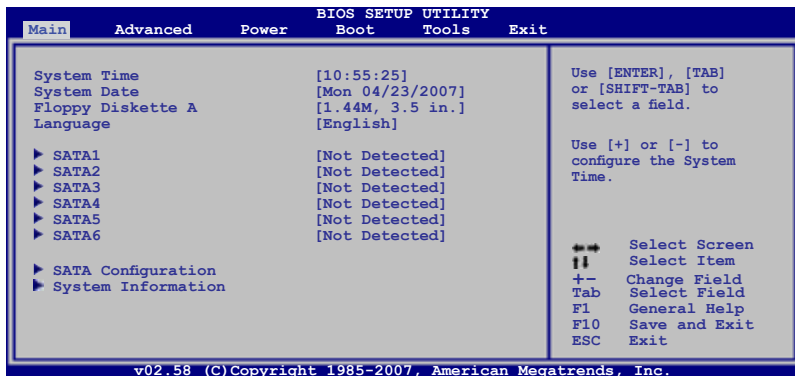 BIOS SETUP UTILITY
Main Advanced Power Boot Tools Exit
System Time [10:55:25]
System Date [Mon 04/23/2007]
Floppy Diskette A [1.44M, 3.5 in.]
Language [English]
SATA1 [Not Detected]
SATA2 [Not Detected]
SATA3 [Not Detected]
SATA4 [Not Detected]
SATA5 [Not Detected]
SATA6 [Not Detected]
SATA Configuration
System Information
Use [ENTER], [TAB]
or [SHIFT-TAB] to
select a field.
Use [+] or [-] to
configure the System
Time.
Select Screen
Select Item
+- Change Field
Tab Select Field
F1 General Help
F10 Save and Exit
ESC Exit
v02.58 (C)Copyright 1985-2007, American Megatrends, Inc.